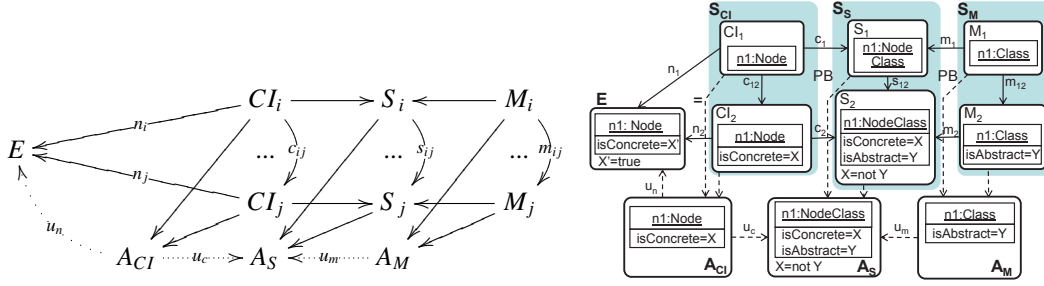 CI_i S_i M_i
n_i
E ... c_ij ... s_ij ... m_ij
n_j
CI_j S_j M_j
u_n
A_CI u_c A_S u_m A_M
S_CI S_S S_M
CI_1 c_1 S_1 m_1 M_1
n1:Node
n1:Node
Class
n1:Class
n_1 c_12 PB s_12 PB m_12
E = CI_2 S_2 M_2
n1: Node
isConcrete=X'
X'=true
n_2
n1:Node
isConcrete=X
c_2
n1:NodeClass
isConcrete=X
isAbstract=Y
X=not Y
m_2
n1:Class
isAbstract=Y
u_n
n1:Node
isConcrete=X
A_CI
u_c
n1:NodeClass
isConcrete=X
isAbstract=Y
X=not Y
A_S
u_m
n1:Class
isAbstract=Y
A_M